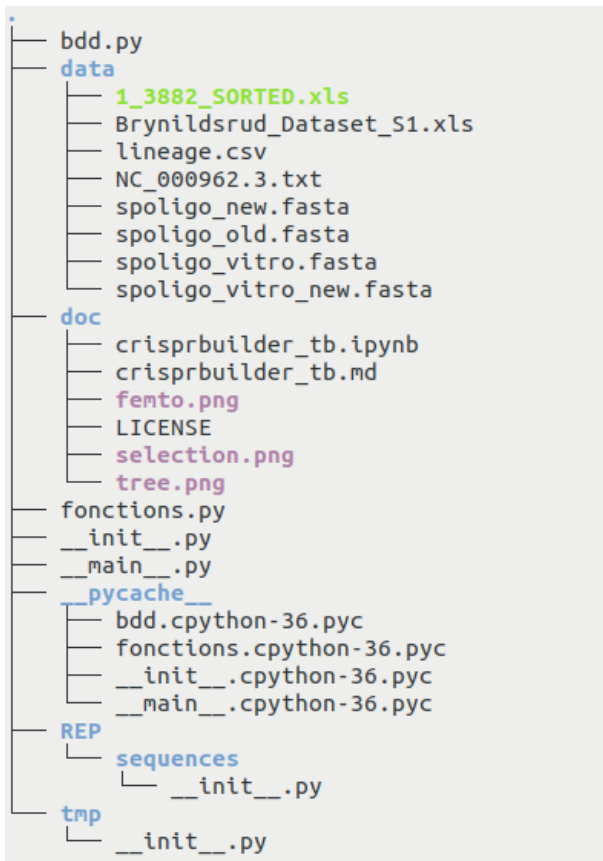 .
bdd.py
data
1_3882_SORTED.xls
Brynildsrud_Dataset_S1.xls
lineage.csv
NC_000962.3.txt
spoligo_new.fasta
spoligo_old.fasta
spoligo_vitro.fasta
spoligo_vitro_new.fasta
doc
crisprbuilder_tb.ipynb
crisprbuilder_tb.md
femto.png
LICENSE
selection.png
tree.png
fonctions.py
__init__.py
__main__.py
__pycache__
bdd.cpython-36.pyc
fonctions.cpython-36.pyc
__init__.cpython-36.pyc
__main__.cpython-36.pyc
REP
sequences
__init__.py
tmp
__init__.py